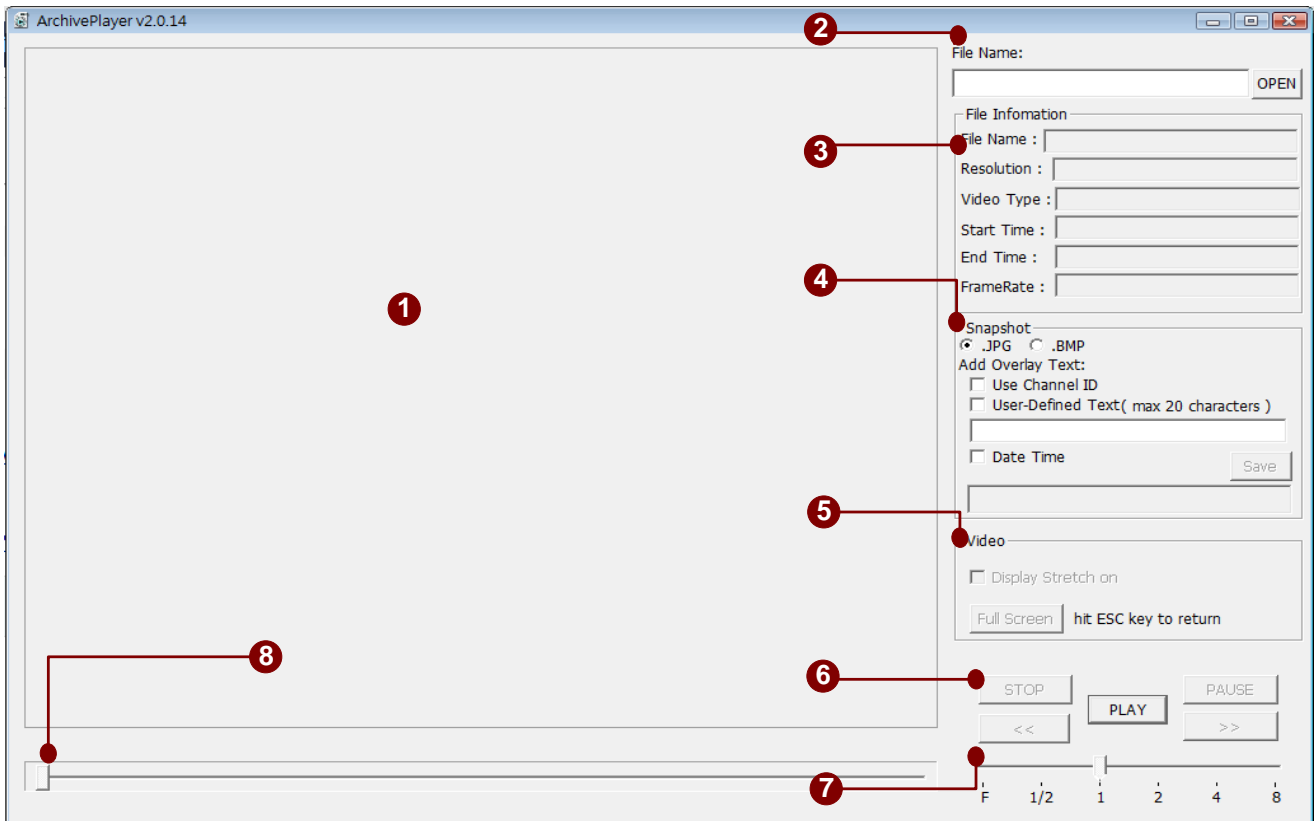 ArchivePlayer v2.0.14
2
File Name:
OPEN
File Infomation
3
File Name :
Resolution :
Video Type :
Start Time :
End Time :
4
FrameRate :
1
Snapshot
.JPG .BMP
Add Overlay Text:
Use Channel ID
User-Defined Text( max 20 characters )
Date Time
Save
5
Video
Display Stretch on
Full Screen hit ESC key to return
8
6
STOP PLAY PAUSE
<< >>
7
F 1/2 1 2 4 8